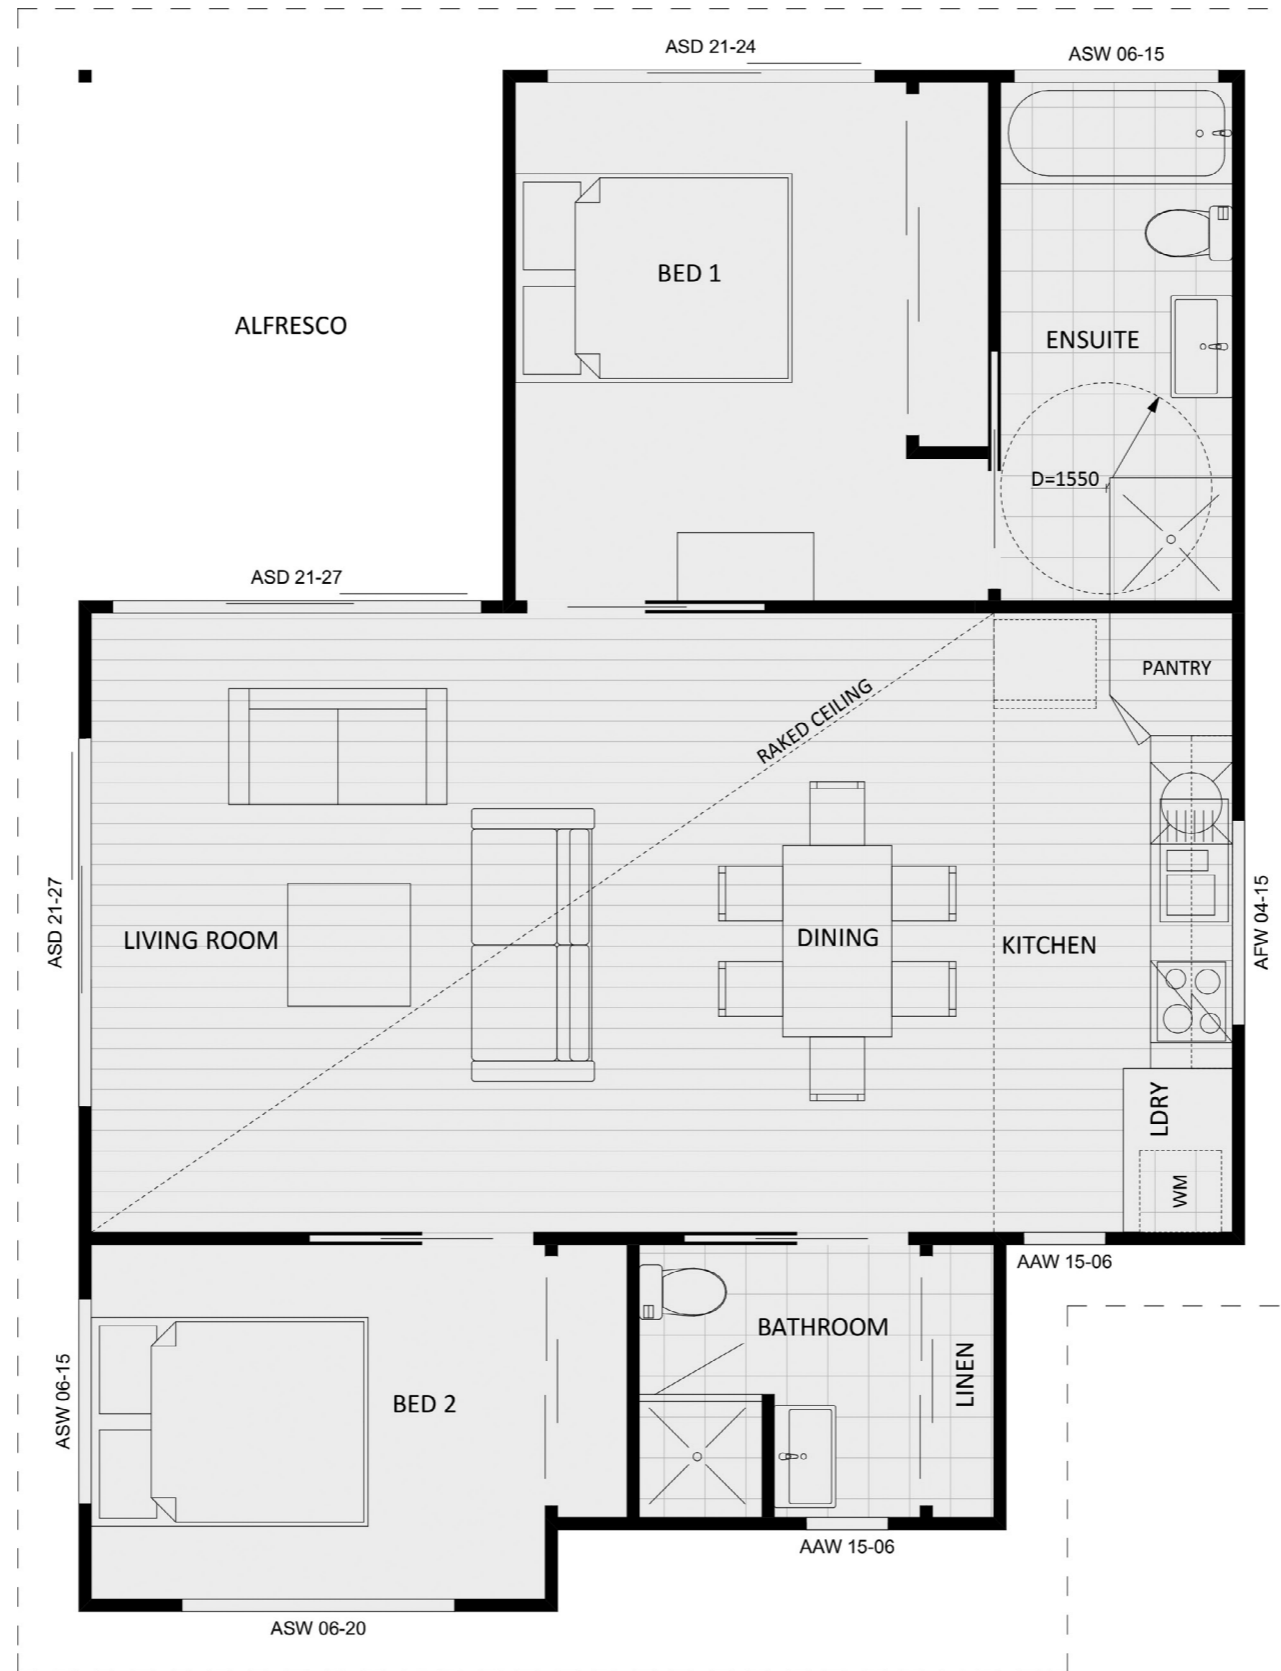 ASD 21-24
ASW 06-15
BED 1
ALFRESCO
ENSUITE
D=1550
ASD 21-27
PANTRY
RAKED CEILING
ASD 21-27
LIVING ROOM
DINING
KITCHEN
AFW 04-15
LDRY
WM
AAW 15-06
BATHROOM
LINEN
ASW 06-15
BED 2
AAW 15-06
ASW 06-20